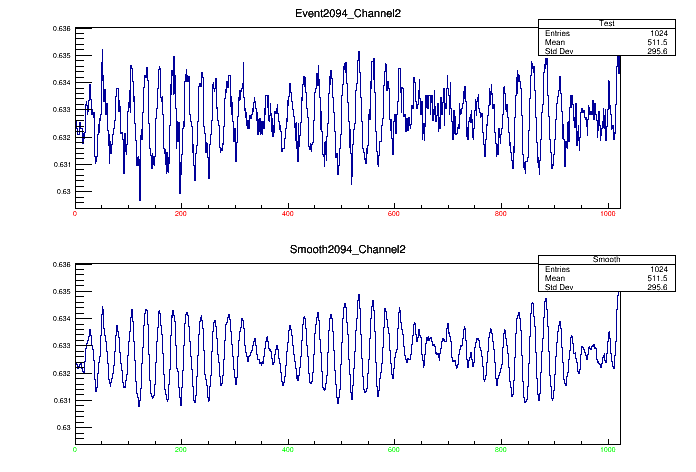 Event2094_Channel2
Test
Entries 1024
Mean 511.5
Std Dev 295.6
0.636
0.635
0.634
0.633
0.632
0.631
0.63
0 200 400 600 800 1000
Smooth2094_Channel2
Smooth
Entries 1024
Mean 511.5
Std Dev 295.6
0.636
0.635
0.634
0.633
0.632
0.631
0.63
0 200 400 600 800 1000